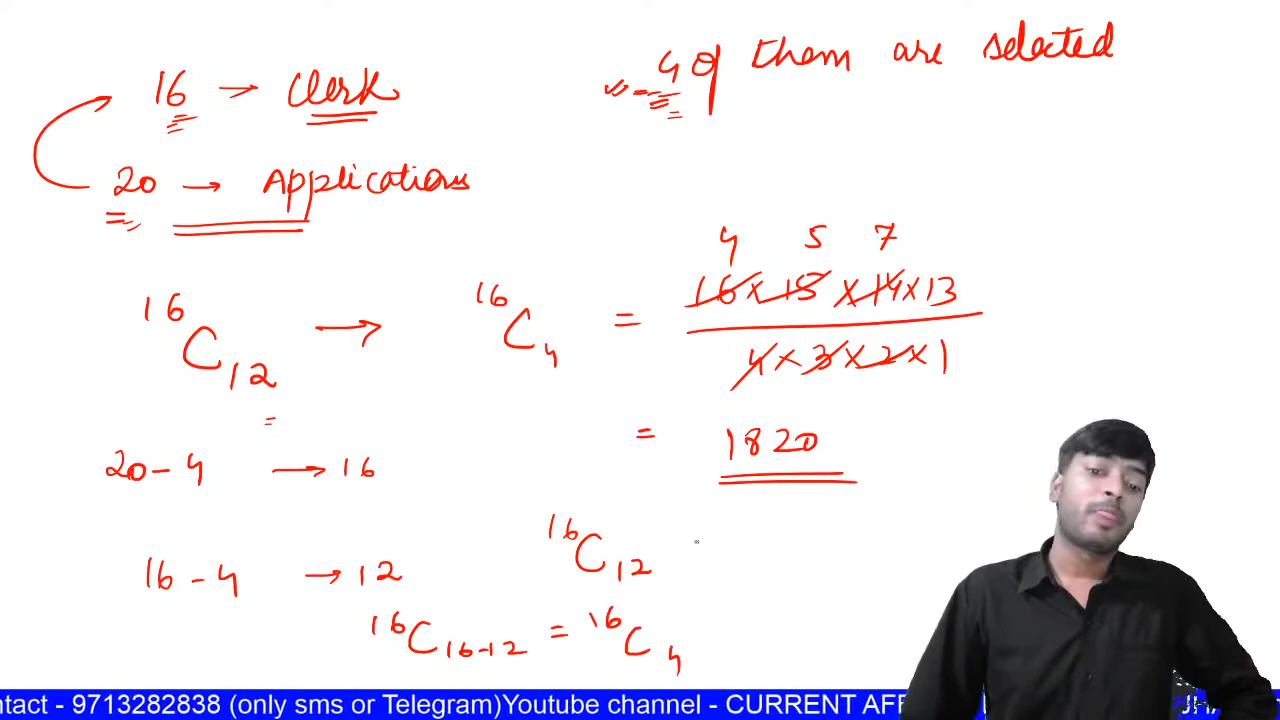 16 → Clerk
4 of them are selected
20 → Applications
4 5 7
16C12 → 16C4 = 16×15×14×13
4×3×2×1
= 1820
20-4 → 16
16-4 → 12
16C12
16C16-12 = 16C4
ontact - 9713282838 (only sms or Telegram)Youtube channel - CURRENT AF